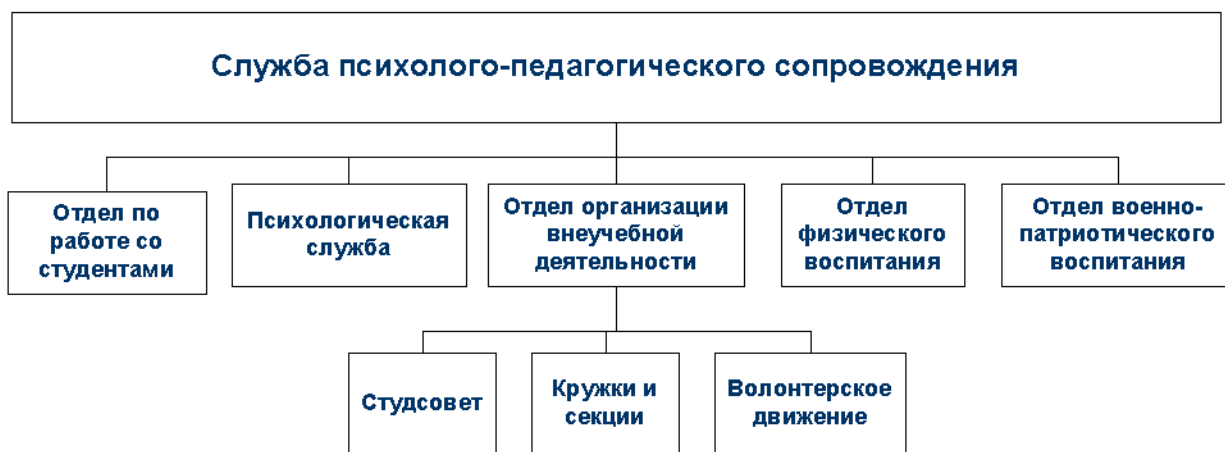 Служба психолого-педагогического сопровождения
Отдел по
работе со
студентами
Психологическая
служба
Отдел организации
внеучебной
деятельности
Отдел
физического
воспитания
Отдел военно-
патриотического
воспитания
Студсовет
Кружки и
секции
Волонтерское
движение